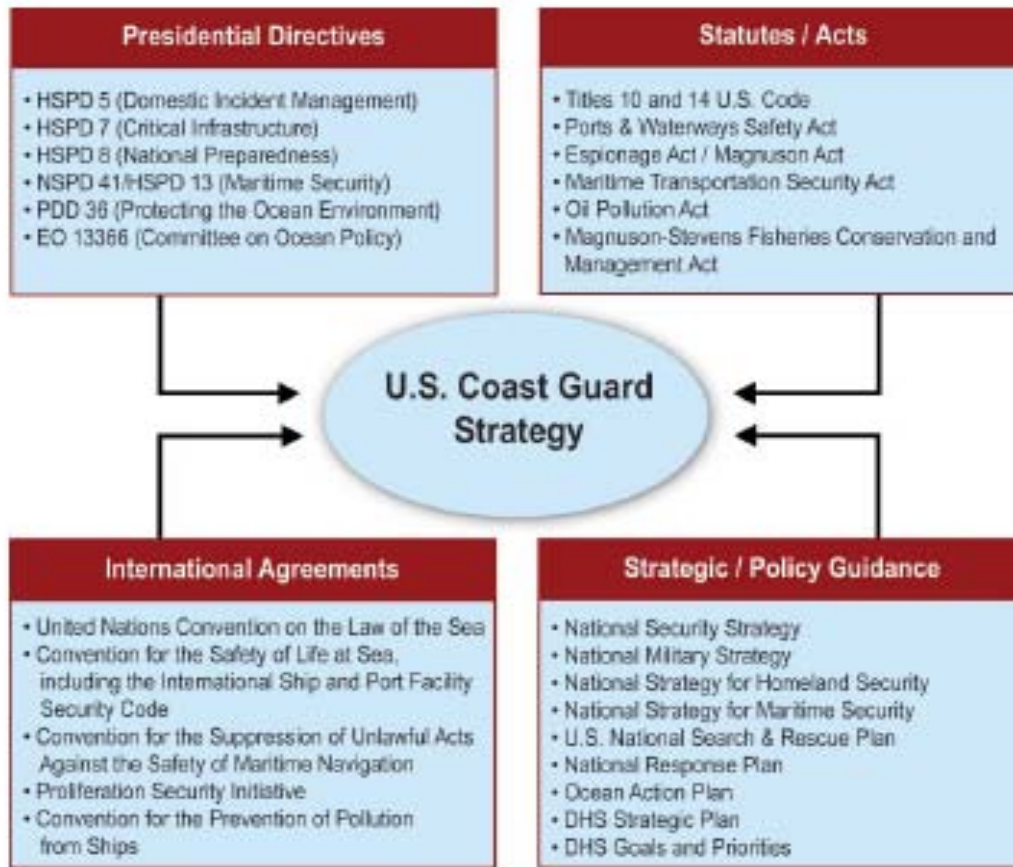 Presidential Directives
• HSPD 5 (Domestic Incident Management)
• HSPD 7 (Critical Infrastructure)
• HSPD 8 (National Preparedness)
• NSPD 41/HSPD 13 (Maritime Security)
• PDD 36 (Protecting the Ocean Environment)
• EO 13366 (Committee on Ocean Policy)
Statutes / Acts
• Titles 10 and 14 U.S. Code
• Ports & Waterways Safety Act
• Espionage Act / Magnuson Act
• Maritime Transportation Security Act
• Oil Pollution Act
• Magnuson-Stevens Fisheries Conservation and
Management Act
U.S. Coast Guard
Strategy
International Agreements
• United Nations Convention on the Law of the Sea
• Convention for the Safety of Life at Sea,
including the International Ship and Port Facility
Security Code
• Convention for the Suppression of Unlawful Acts
Against the Safety of Maritime Navigation
• Proliferation Security Initiative
• Convention for the Prevention of Pollution
from Ships
Strategic / Policy Guidance
• National Security Strategy
• National Military Strategy
• National Strategy for Homeland Security
• National Strategy for Maritime Security
• U.S. National Search & Rescue Plan
• National Response Plan
• Ocean Action Plan
• DHS Strategic Plan
• DHS Goals and Priorities